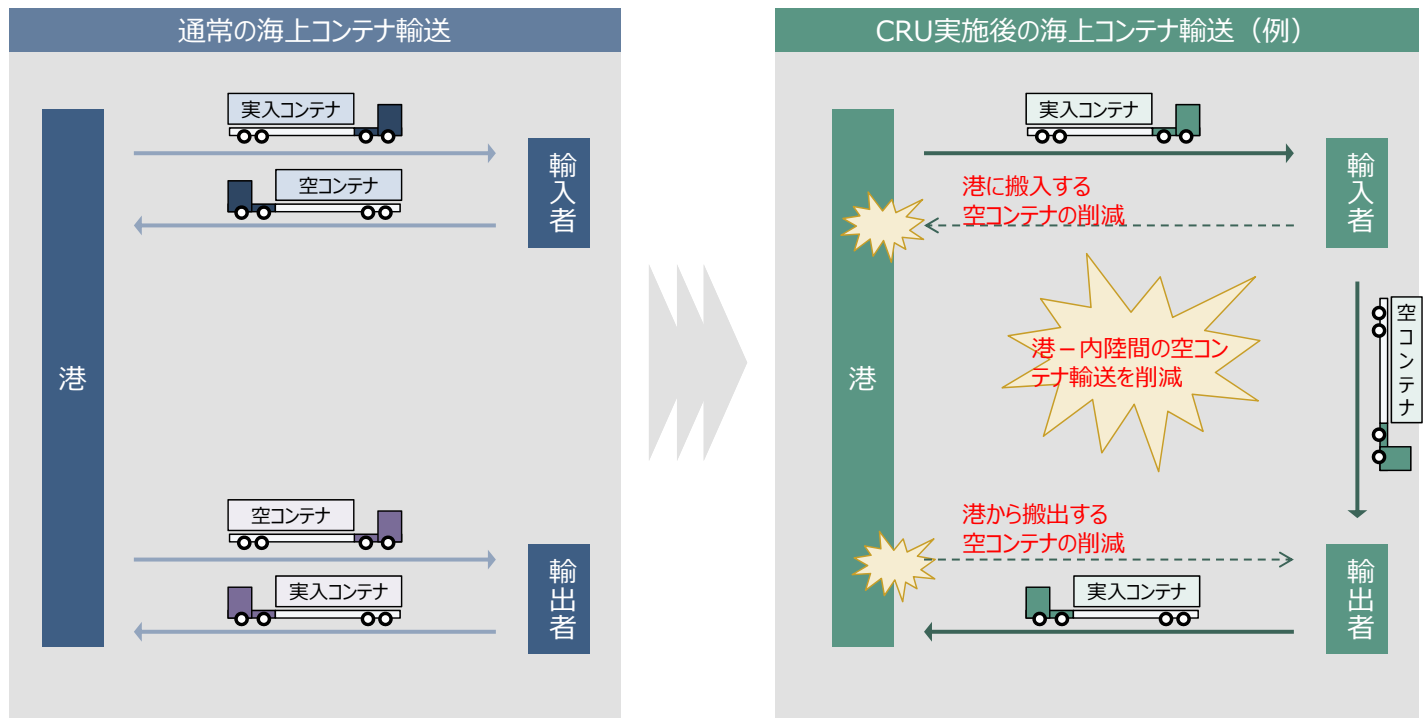 通常の海上コンテナ輸送
実入コンテナ
空コンテナ
港
輸入者
空コンテナ
実入コンテナ
輸出者
CRU実施後の海上コンテナ輸送（例）
実入コンテナ
港に搬入する
空コンテナの削減
輸入者
港－内陸間の空コン
テナ輸送を削減
港
空コンテナ
港から搬出する
空コンテナの削減
実入コンテナ
輸出者